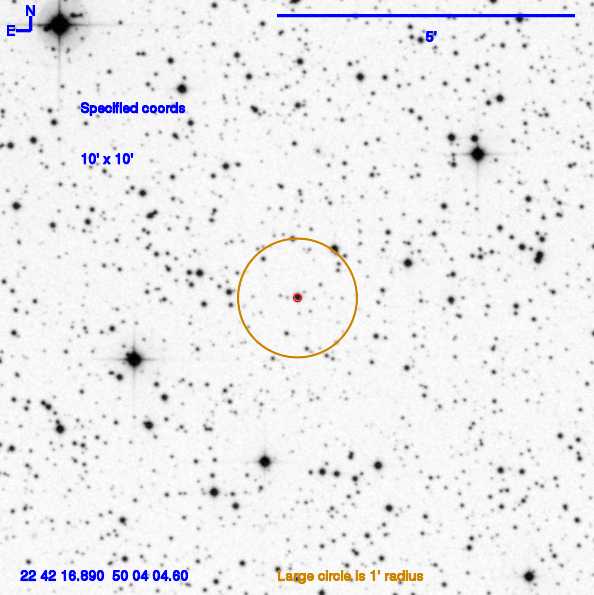 N
E
5'
Specified coords
10' x 10'
22 42 16.890 50 04 04.60
Large circle is 1' radius